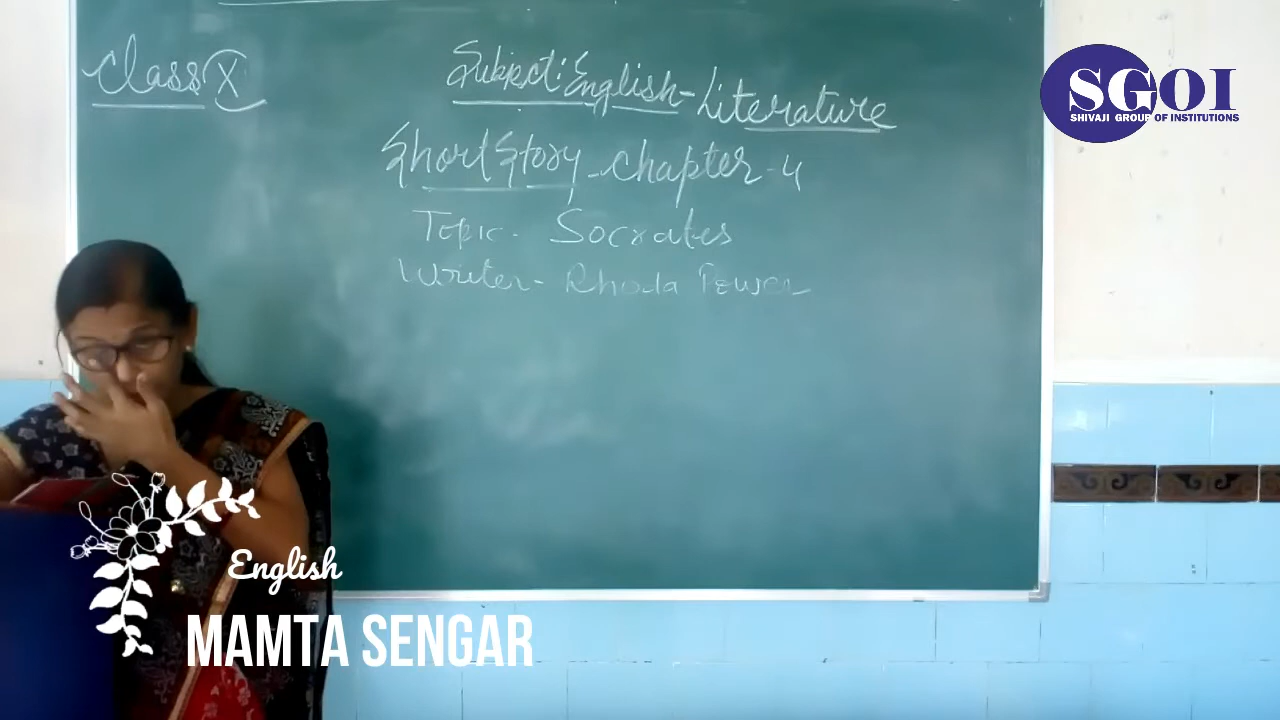 Class X
Subject: English-Literature
Short Story - Chapter-4
Topic - Socrates
Writer - Rhoda Power
SGOI
SHIVAJI GROUP OF INSTITUTIONS
English
MAMTA SENGAR